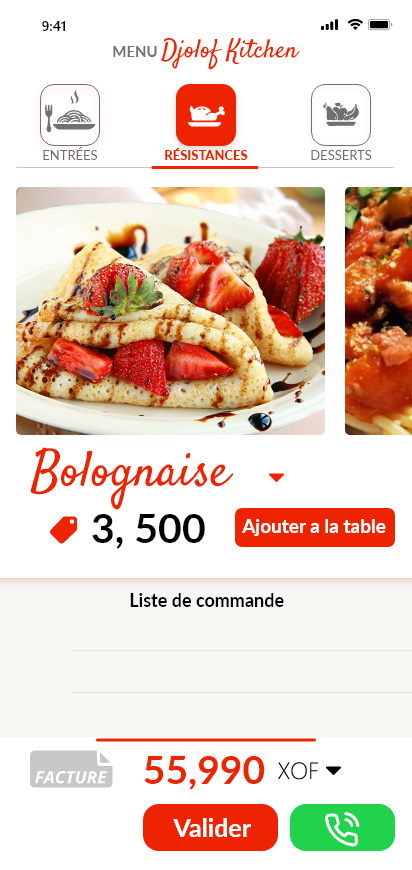 9:41
MENU Djolof Kitchen
ENTRÉES RÉSISTANCES DESSERTS
Bolognaise
3, 500 Ajouter a la table
Liste de commande
FACTURE 55,990 XOF
Valider